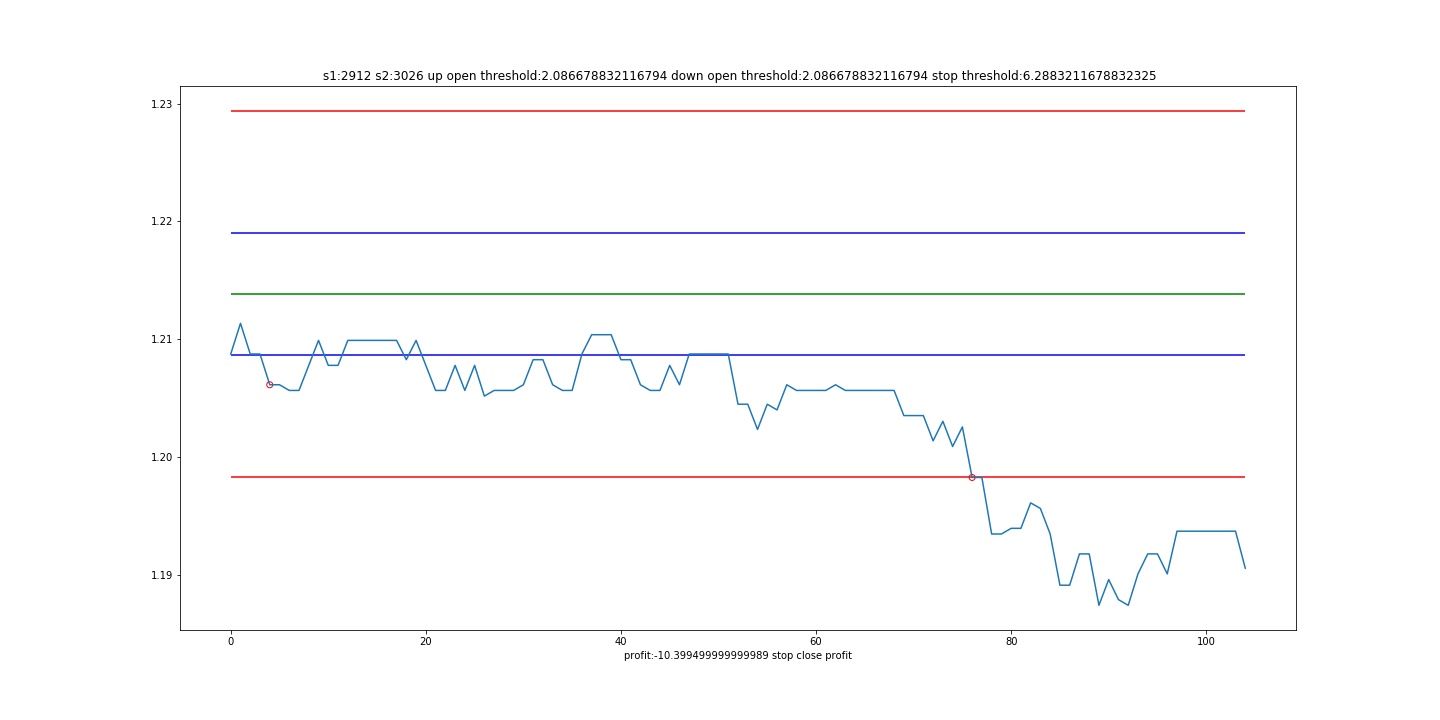 s1:2912 s2:3026 up open threshold:2.086678832116794 down open threshold:2.086678832116794 stop threshold:6.2883211678832325
1.23
1.22
1.21
1.20
1.19
0 20 40 60 80 100
profit:-10.399499999999989 stop close profit